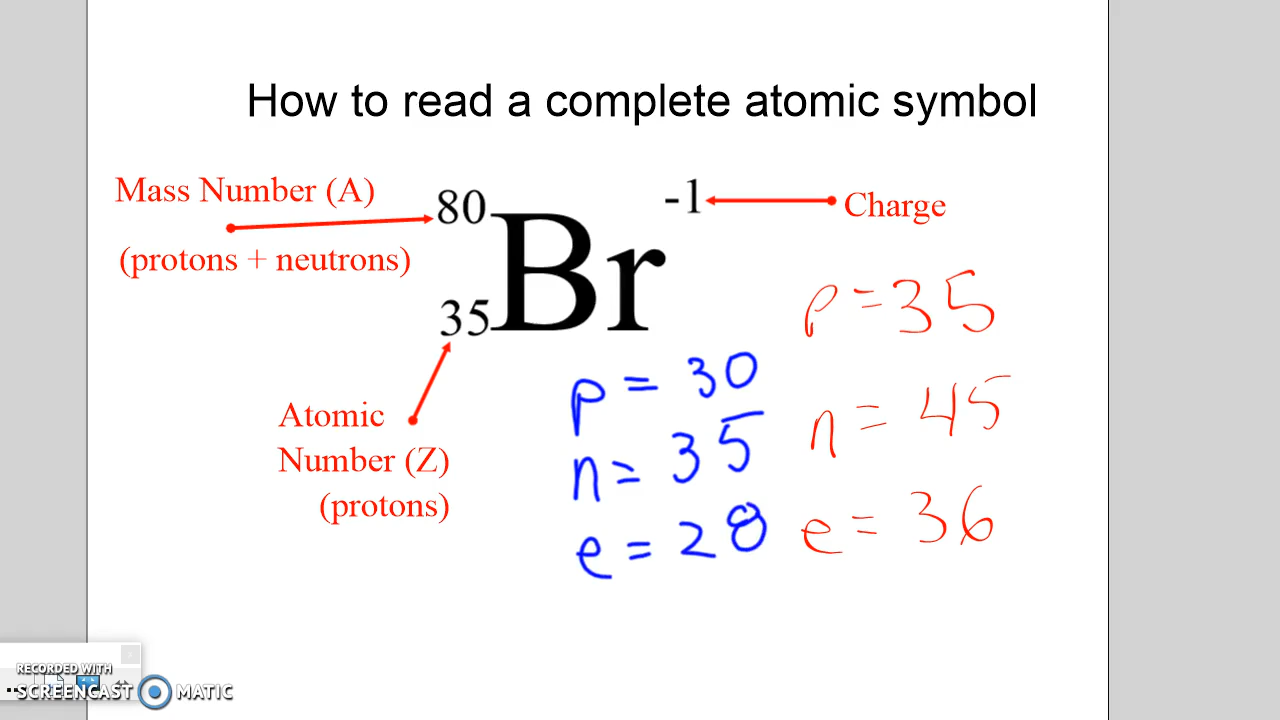 How to read a complete atomic symbol
Mass Number (A)
(protons + neutrons)
80
35
Br
-1
Charge
Atomic
Number (Z)
(protons)
p = 30
n = 35
e = 28
p = 35
n = 45
e = 36
RECORDED WITH
SCREENCAST MATIC